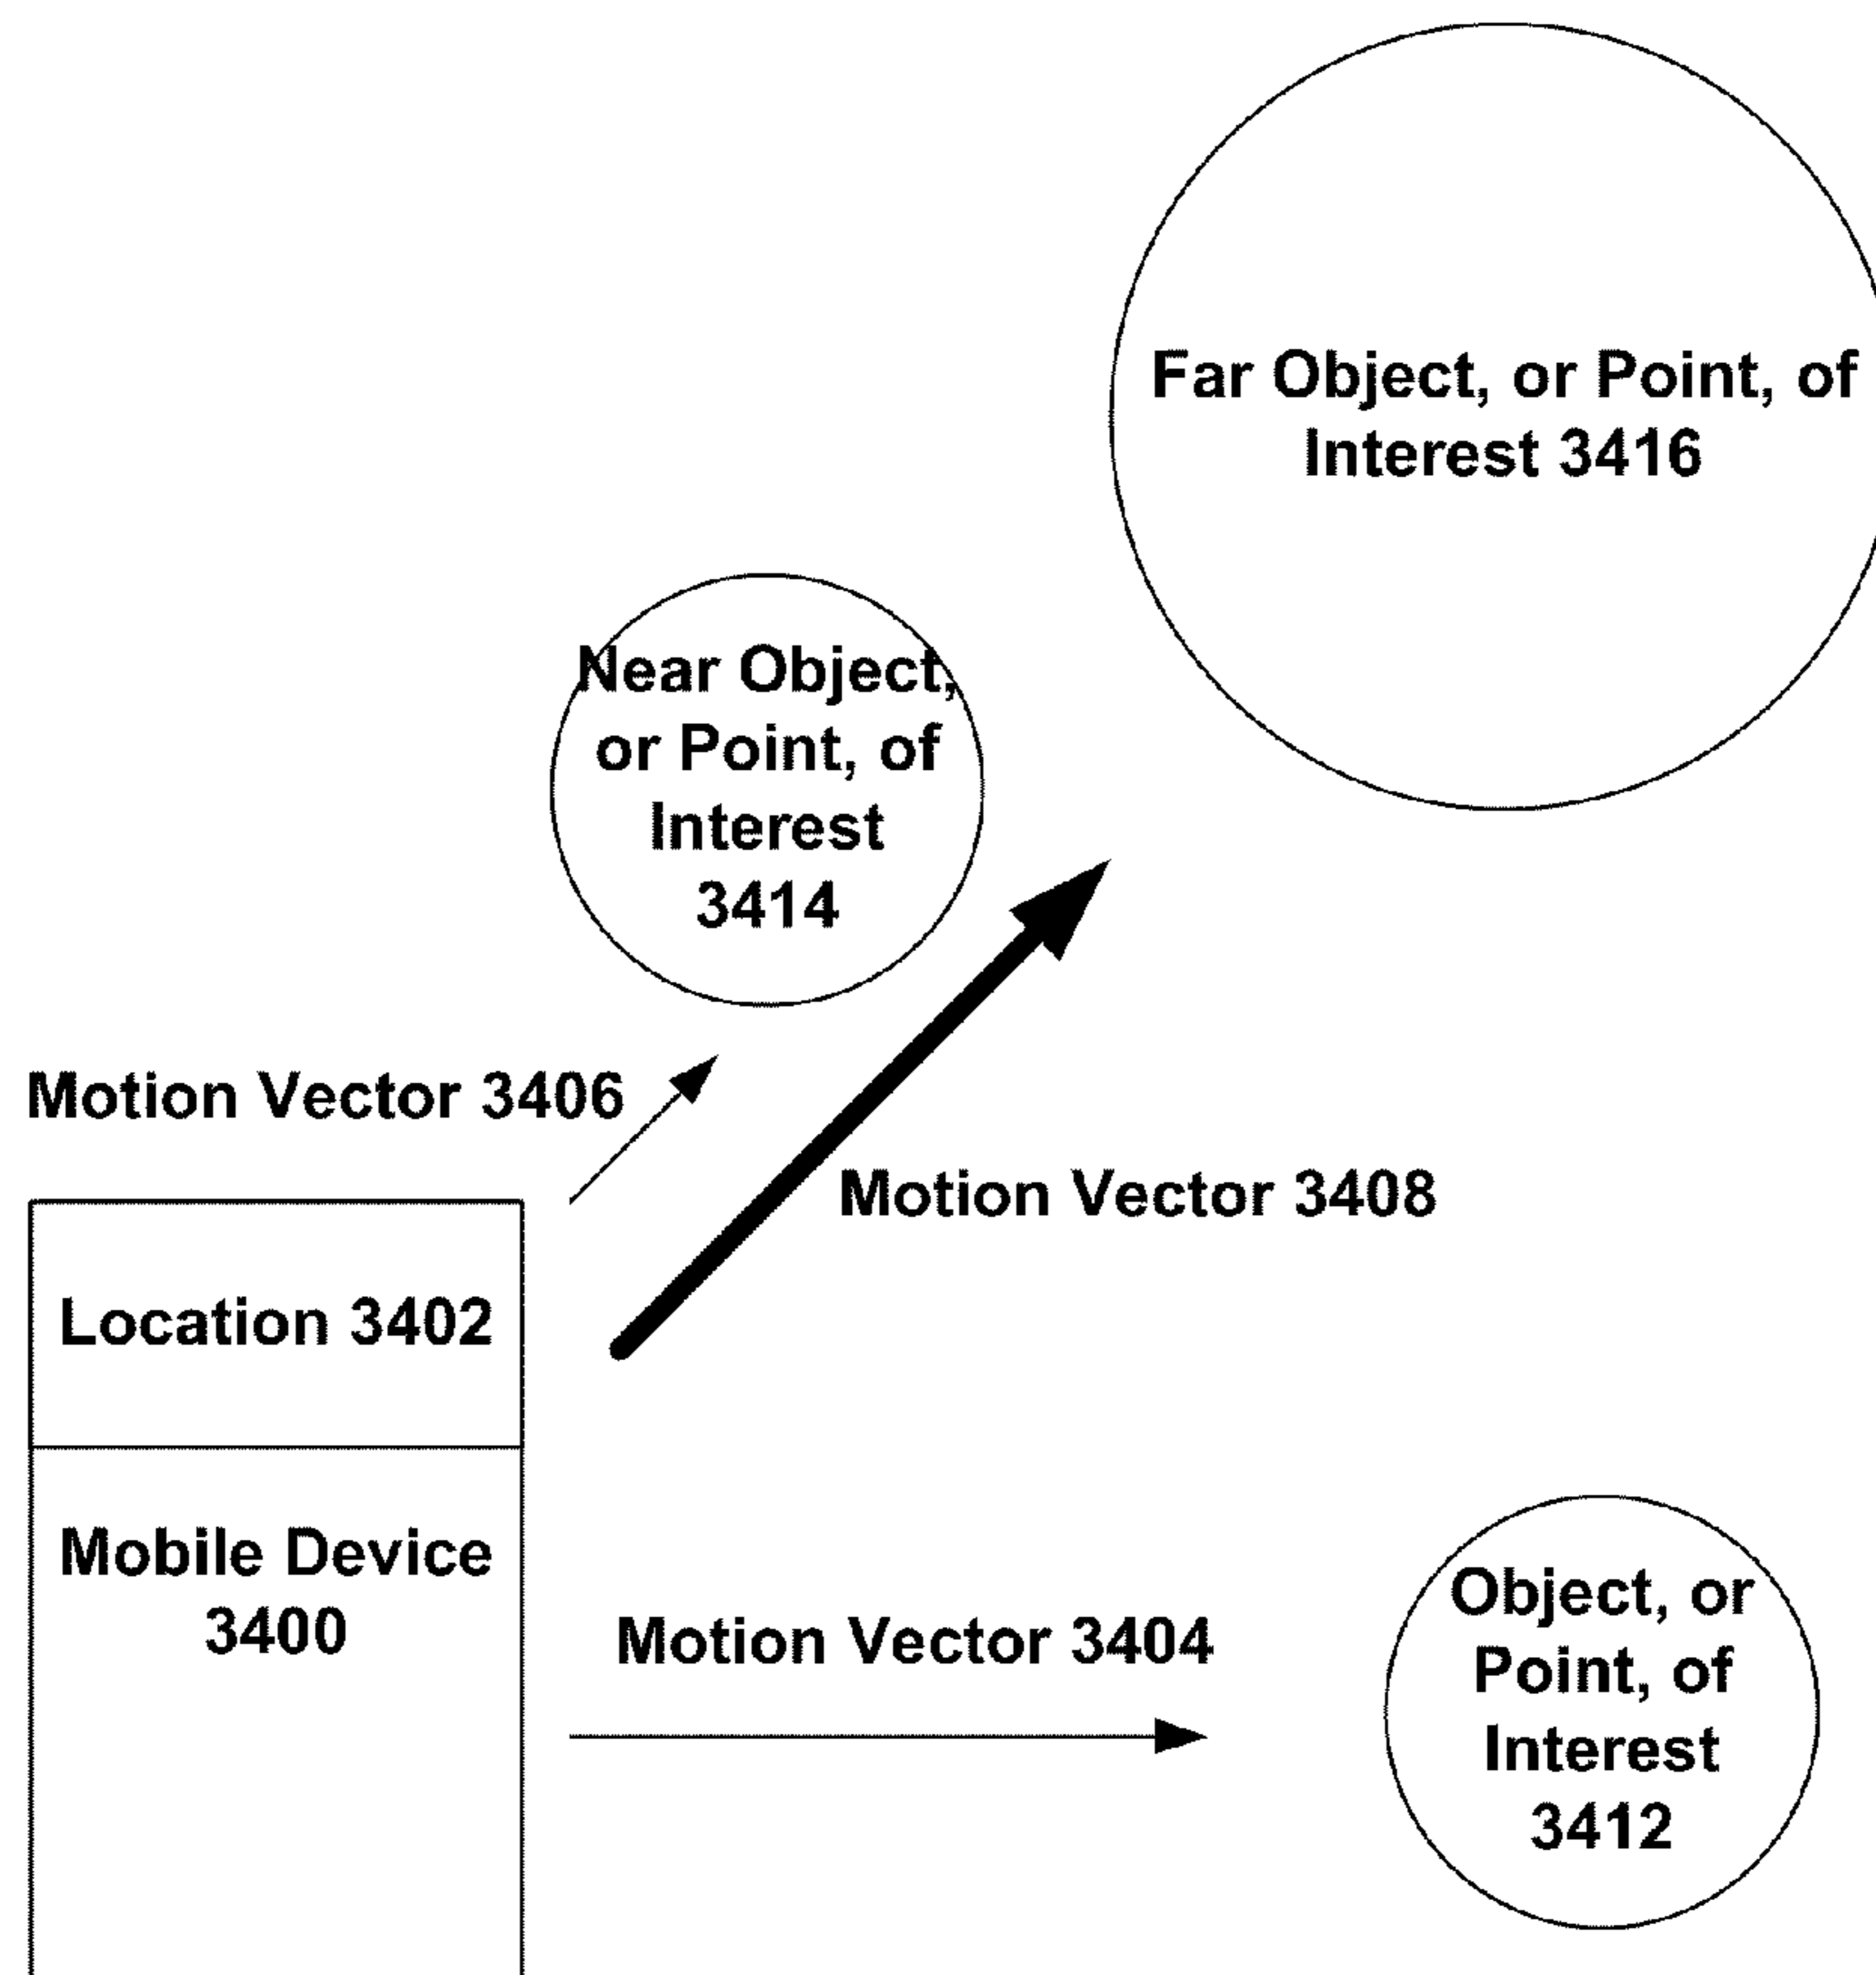 Far Object, or Point, of
Interest 3416
Near Object,
or Point, of
Interest
3414
Motion Vector 3406
Motion Vector 3408
Location 3402
Mobile Device
3400
Motion Vector 3404
Object, or
Point, of
Interest
3412